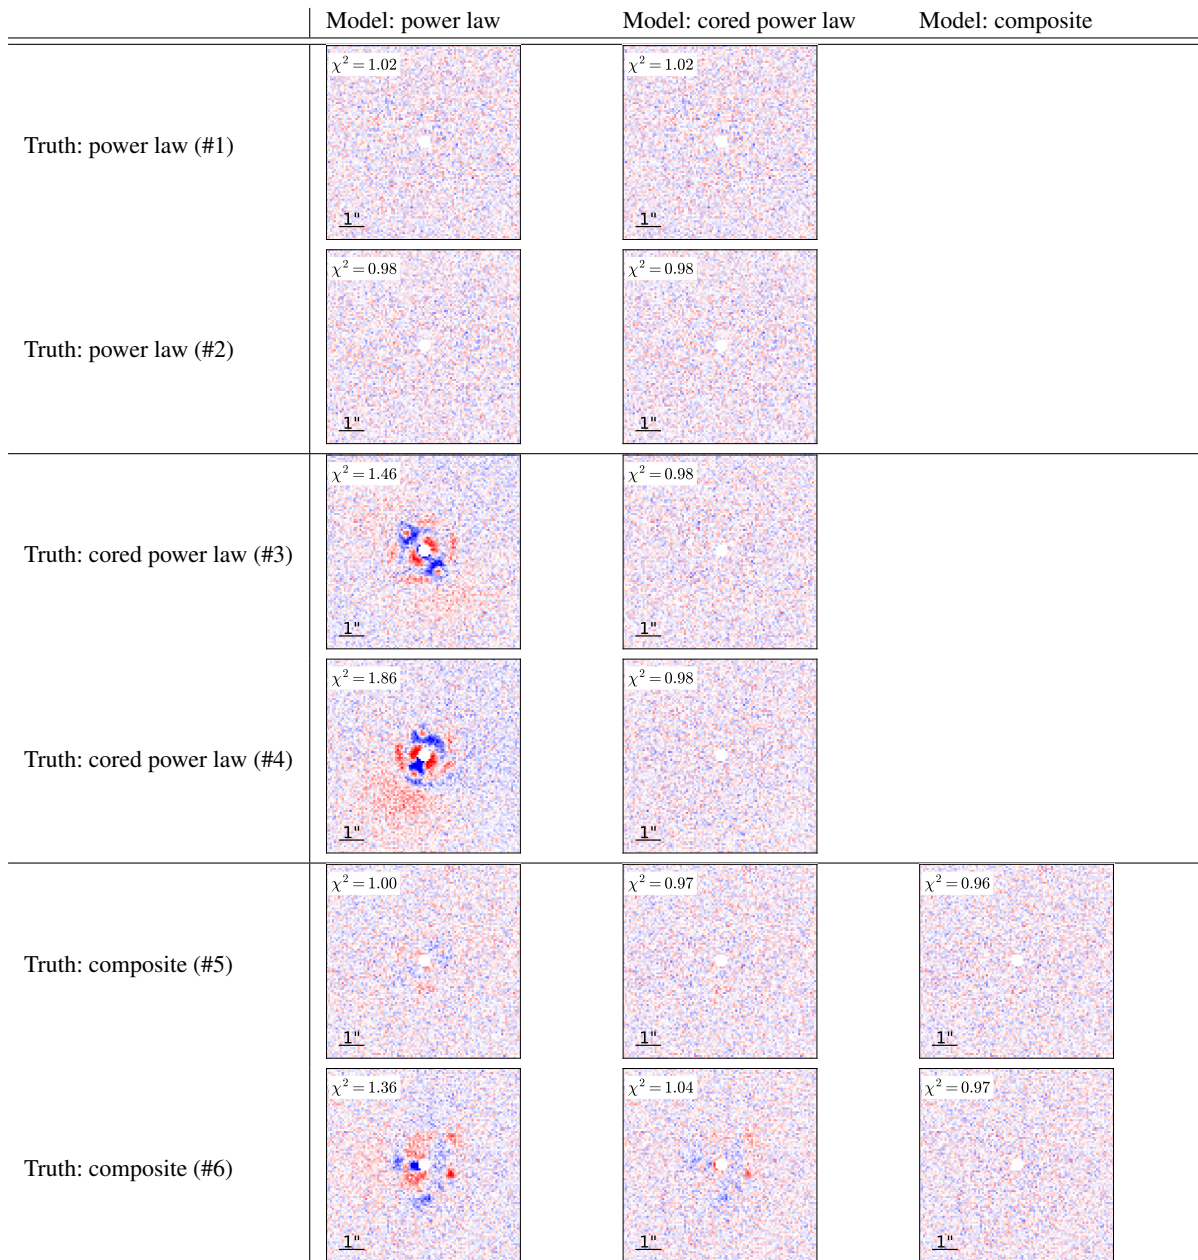 Model: power law Model: cored power law Model: composite
χ² = 1.02 χ² = 1.02
Truth: power law (#1)
1" 1"
χ² = 0.98 χ² = 0.98
Truth: power law (#2)
1" 1"
χ² = 1.46 χ² = 0.98
Truth: cored power law (#3)
1" 1"
χ² = 1.86 χ² = 0.98
Truth: cored power law (#4)
1" 1"
χ² = 1.00 χ² = 0.97 χ² = 0.96
Truth: composite (#5)
1" 1" 1"
χ² = 1.36 χ² = 1.04 χ² = 0.97
Truth: composite (#6)
1" 1" 1"